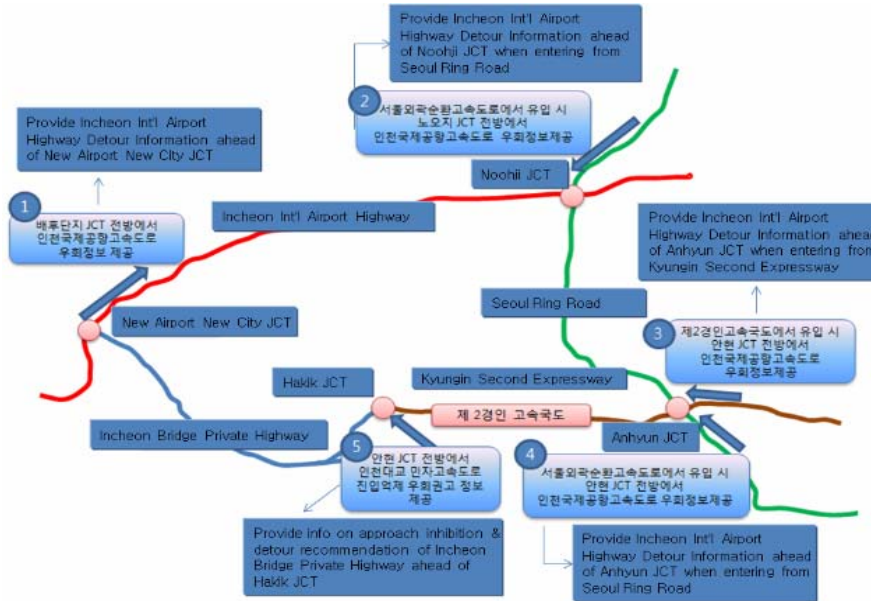 Provide Incheon Int'l Airport
Highway Detour Information ahead
of Noohji JCT when entering from
Seoul Ring Road
2
서울외곽순환고속도로에서 유입 시
노오지 JCT 전방에서
인천국제공항고속도로 우회정보제공
Provide Incheon Int'l Airport
Highway Detour Information ahead
of New Airport New City JCT
Noohji JCT
1
배후단지 JCT 전방에서
인천국제공항고속도로
우회정보 제공
Incheon Int'l Airport Highway
Provide Incheon Int'l Airport
Highway Detour Information ahead
of Anhyun JCT when entering from
Kyungin Second Expressway
Seoul Ring Road
New Airport New City JCT
3
제2경인고속국도에서 유입 시
안현 JCT 전방에서
인천국제공항고속도로
우회정보제공
Hakik JCT
Kyungin Second Expressway
제 2경인 고속국도
Incheon Bridge Private Highway
Anhyun JCT
5
안현 JCT 전방에서
인천대교 민자고속도로
진입억제 우회권고 정보
제공
4
서울외곽순환고속도로에서 유입 시
안현 JCT 전방에서
인천국제공항고속도로 우회정보제공
Provide info on approach inhibition &
detour recommendation of Incheon
Bridge Private Highway ahead of
Hakik JCT
Provide Incheon Int'l Airport
Highway Detour Information ahead
of Anhyun JCT when entering from
Seoul Ring Road